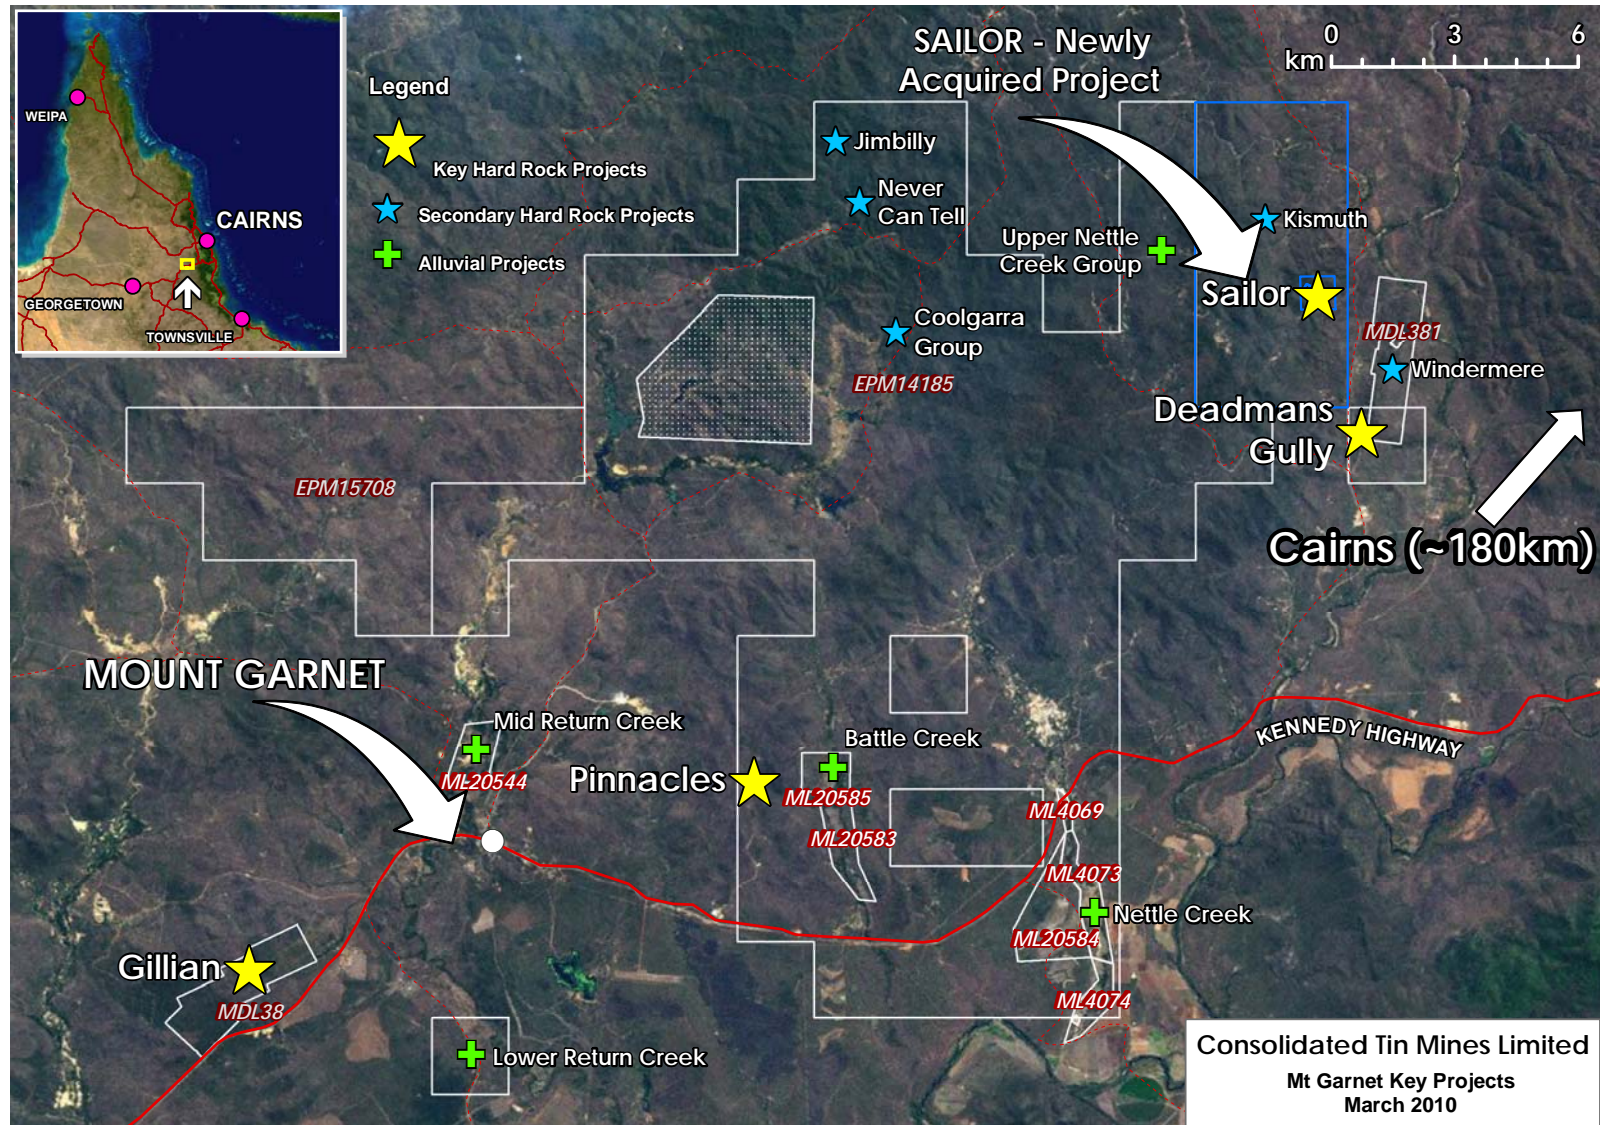 WEIPA
CAIRNS
GEORGETOWN
TOWNSVILLE
Legend
Key Hard Rock Projects
Secondary Hard Rock Projects
Alluvial Projects
SAILOR - Newly
Acquired Project
0 3 6
km
Jimbilly
Never
Can Tell
Upper Nettle
Creek Group
Kismuth
Sailor
Coolgarra
Group
EPM14185
MDL381
Windermere
Deadmans
Gully
EPM15708
Cairns (~180km)
MOUNT GARNET
Mid Return Creek
ML20544
Battle Creek
Pinnacles
ML20585
ML20583
KENNEDY HIGHWAY
ML4069
ML4073
Nettle Creek
ML20584
ML4074
Gillian
MDL38
Lower Return Creek
Consolidated Tin Mines Limited
Mt Garnet Key Projects
March 2010